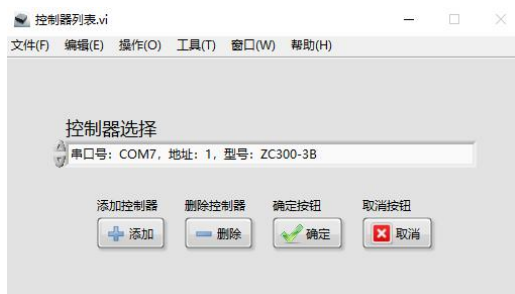 控制器列表.vi
文件(F) 编辑(E) 操作(O) 工具(T) 窗口(W) 帮助(H)
控制器选择
串口号：COM7，地址：1，型号：ZC300-3B
添加控制器 删除控制器 确定按钮 取消按钮
添加 删除 确定 取消